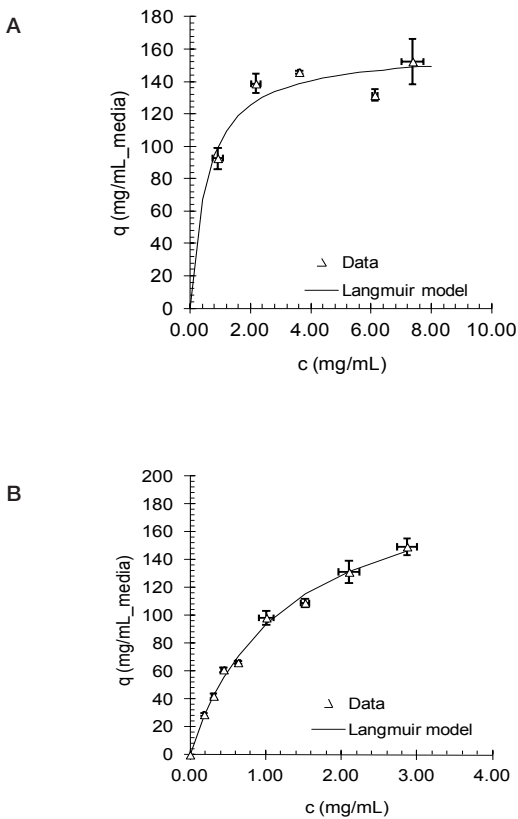 A
180
160
140
120
100
80
60
40
20
0
q (mg/mL_media)
Data
Langmuir model
0.00 2.00 4.00 6.00 8.00 10.00
c (mg/mL)
B
200
180
160
140
120
100
80
60
40
20
0
q (mg/mL_media)
Data
Langmuir model
0.00 1.00 2.00 3.00 4.00
c (mg/mL)